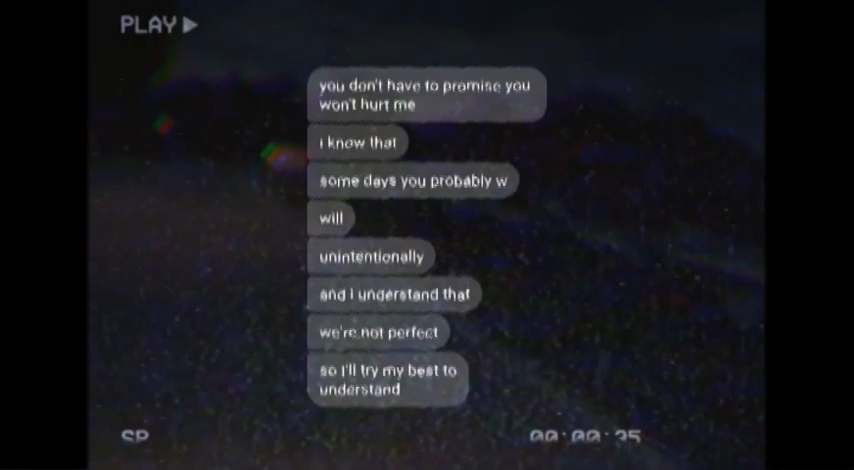 PLAY
you don't have to promise you
won't hurt me
i know that
some days you probably w
will
unintentionally
and i understand that
we're not perfect
so i'll try my best to
understand
SP
00:00:35